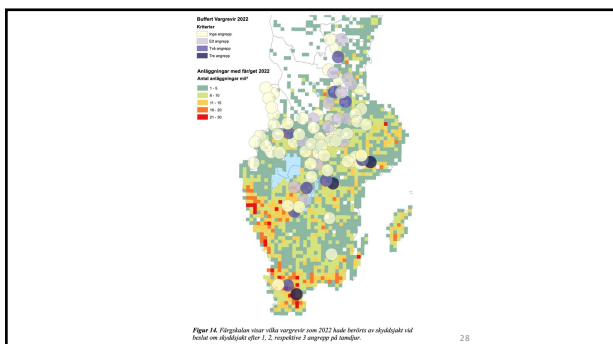 Buffert Vargrevir 2022
Kriterier
Inga angrepp
Ett angrepp
Två angrepp
Tre angrepp
Anläggningar med får/get 2022
Antal anläggningar mil²
1 - 5
6 - 10
11 - 15
16 - 20
21 - 30
Figur 14. Färgskalan visar vilka vargrevir som 2022 hade berörts av skyddsjakt vid
beslut om skyddsjakt efter 1, 2, respektive 3 angrepp på tamdjur.
28